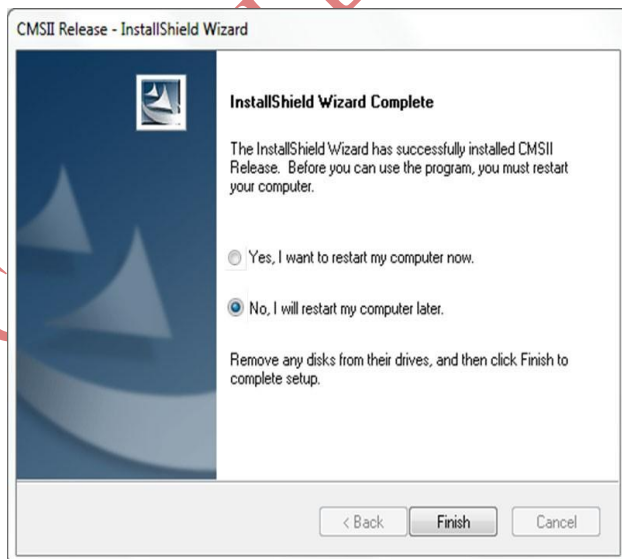 CMSII Release - InstallShield Wizard
InstallShield Wizard Complete
The InstallShield Wizard has successfully installed CMSII
Release. Before you can use the program, you must restart
your computer.
Yes, I want to restart my computer now.
No, I will restart my computer later.
Remove any disks from their drives, and then click Finish to
complete setup.
< Back
Finish
Cancel